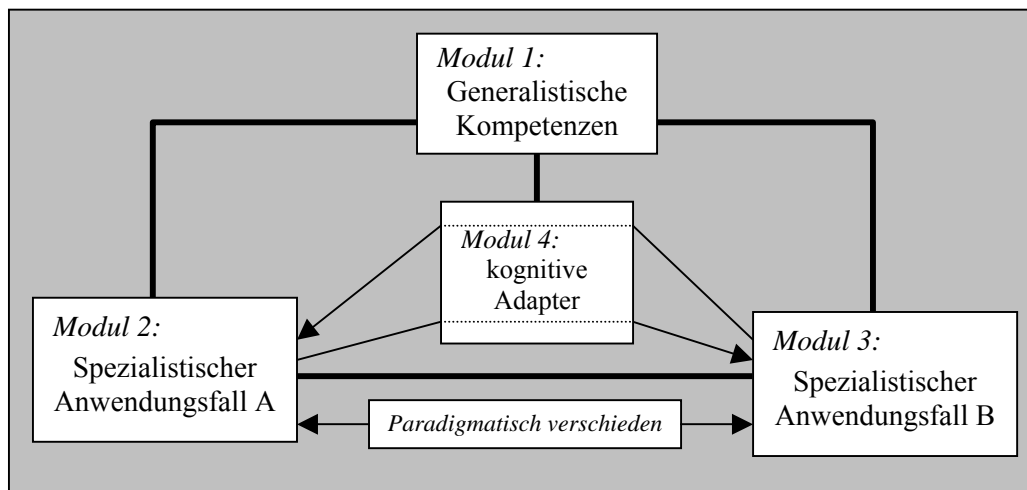 Modul 1:
Generalistische
Kompetenzen
Modul 4:
kognitive
Adapter
Modul 2:
Spezialistischer
Anwendungsfall A
Modul 3:
Spezialistischer
Anwendungsfall B
Paradigmatisch verschieden